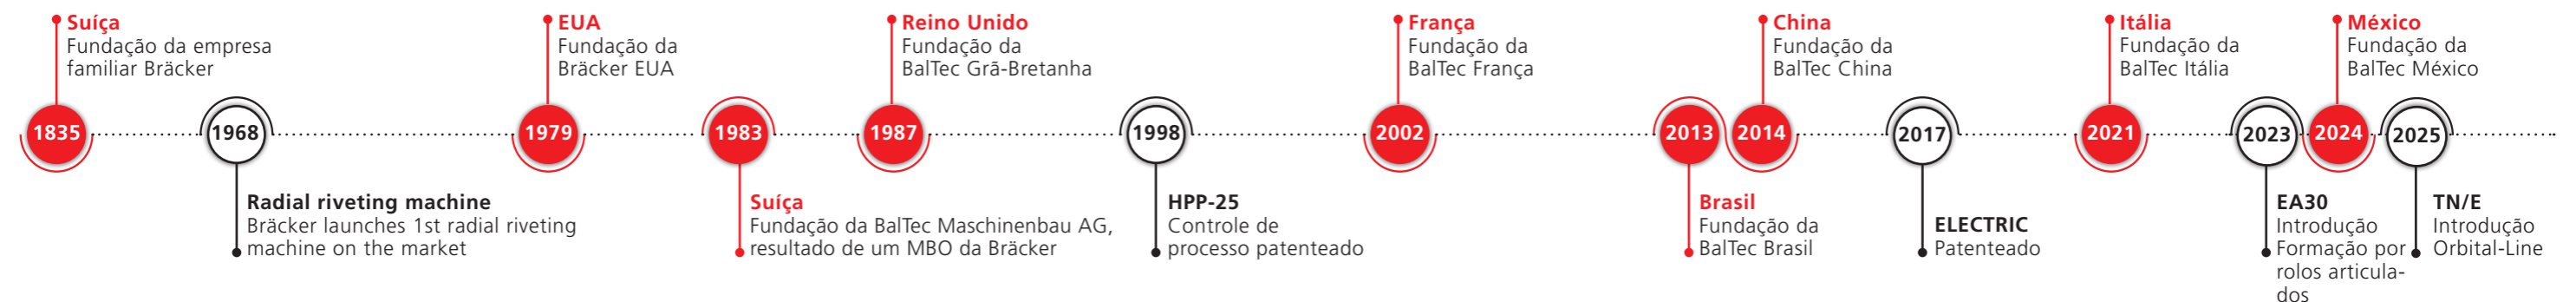 Suíça
Fundação da empresa
familiar Bräcker
EUA
Fundação da
Bräcker EUA
Reino Unido
Fundação da
BalTec Grã-Bretanha
França
Fundação da
BalTec França
China
Fundação da
BalTec China
Itália
Fundação da
BalTec Itália
México
Fundação da
BalTec México
1835
1968
1979
1983
1987
1998
2002
2013
2014
2017
2021
2023
2024
2025
Radial riveting machine
Bräcker launches 1st radial riveting
machine on the market
Suíça
Fundação da BalTec Maschinenbau AG,
resultado de um MBO da Bräcker
HPP-25
Controle de
processo patenteado
Brasil
Fundação da
BalTec Brasil
ELECTRIC
Patenteado
EA30
Introdução
Formação por
rolos articula-
dos
TN/E
Introdução
Orbital-Line